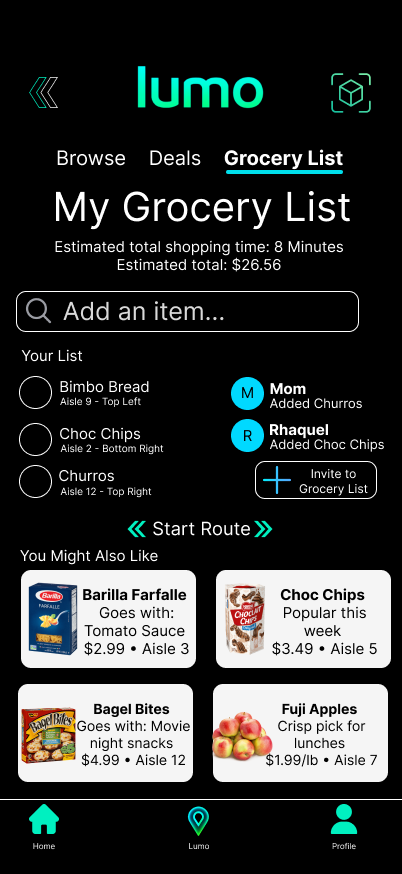 lumo
Browse Deals Grocery List
My Grocery List
Estimated total shopping time: 8 Minutes
Estimated total: $26.56
Add an item...
Your List
Bimbo Bread
Aisle 9 - Top Left
M Mom
Added Churros
Choc Chips
Aisle 2 - Bottom Right
R Rhaquel
Added Choc Chips
Churros
Aisle 12 - Top Right
Invite to
Grocery List
Start Route
You Might Also Like
Barilla
FARFALLE
Barilla Farfalle
Goes with:
Tomato Sauce
$2.99 • Aisle 3
CHIPS
Choc Chips
Popular this
week
$3.49 • Aisle 5
Bagel Bites
Bagel Bites
Goes with: Movie
night snacks
$4.99 • Aisle 12
Fuji Apples
Crisp pick for
lunches
$1.99/lb • Aisle 7
Home
Lumo
Profile